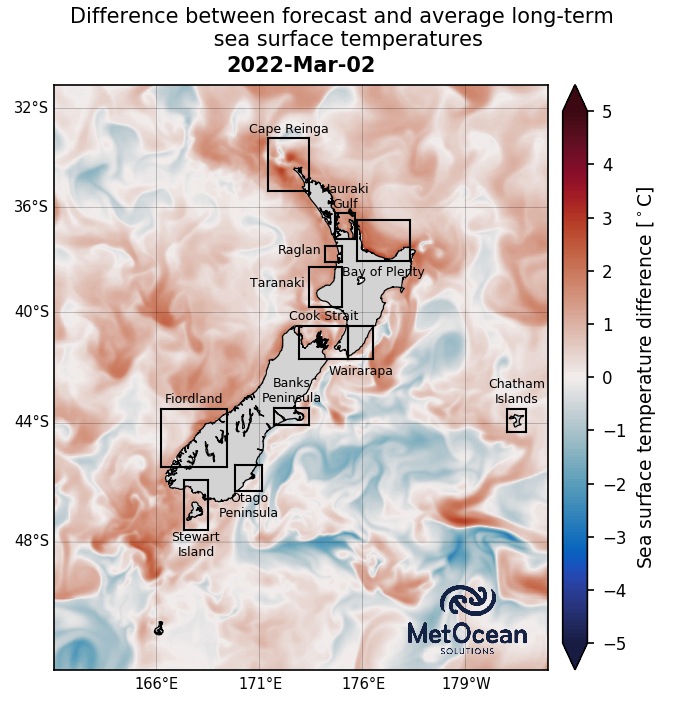 Difference between forecast and average long-term
sea surface temperatures
2022-Mar-02
32°S
36°S
40°S
44°S
48°S
Cape Reinga
Hauraki
Gulf
Raglan
Bay of Plenty
Taranaki
Cook Strait
Wairarapa
Banks
Peninsula
Fiordland
Chatham
Islands
Otago
Peninsula
Stewart
Island
MetOcean
SOLUTIONS
166°E
171°E
176°E
179°W
5
4
3
2
1
0
−1
−2
−3
−4
−5
Sea surface temperature difference [°C]